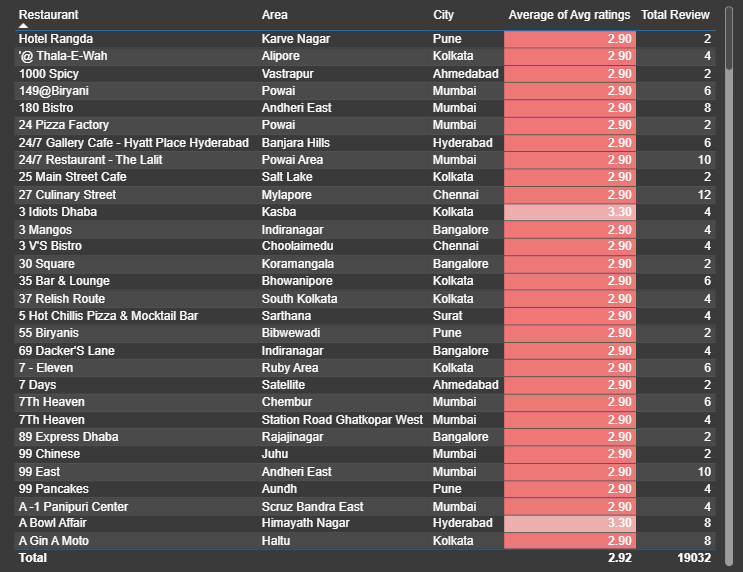 Restaurant Area City Average of Avg ratings Total Review
Hotel Rangda Karve Nagar Pune 2.90 2
'@ Thala-E-Wah Alipore Kolkata 2.90 4
1000 Spicy Vastrapur Ahmedabad 2.90 2
149@Biryani Powai Mumbai 2.90 6
180 Bistro Andheri East Mumbai 2.90 8
24 Pizza Factory Powai Mumbai 2.90 2
24/7 Gallery Cafe - Hyatt Place Hyderabad Banjara Hills Hyderabad 2.90 6
24/7 Restaurant - The Lalit Powai Area Mumbai 2.90 10
25 Main Street Cafe Salt Lake Kolkata 2.90 2
27 Culinary Street Mylapore Chennai 2.90 12
3 Idiots Dhaba Kasba Kolkata 3.30 4
3 Mangos Indiranagar Bangalore 2.90 4
3 V'S Bistro Choolaimedu Chennai 2.90 4
30 Square Koramangala Bangalore 2.90 2
35 Bar & Lounge Bhowanipore Kolkata 2.90 6
37 Relish Route South Kolkata Kolkata 2.90 4
5 Hot Chillis Pizza & Mocktail Bar Sarthana Surat 2.90 4
55 Biryanis Bibwewadi Pune 2.90 2
69 Dacker'S Lane Indiranagar Bangalore 2.90 4
7 - Eleven Ruby Area Kolkata 2.90 6
7 Days Satellite Ahmedabad 2.90 2
7Th Heaven Chembur Mumbai 2.90 6
7Th Heaven Station Road Ghatkopar West Mumbai 2.90 4
89 Express Dhaba Rajajinagar Bangalore 2.90 2
99 Chinese Juhu Mumbai 2.90 2
99 East Andheri East Mumbai 2.90 10
99 Pancakes Aundh Pune 2.90 4
A -1 Panipuri Center Scruz Bandra East Mumbai 2.90 4
A Bowl Affair Himayath Nagar Hyderabad 3.30 8
A Gin A Moto Haltu Kolkata 2.90 8
Total 2.92 19032